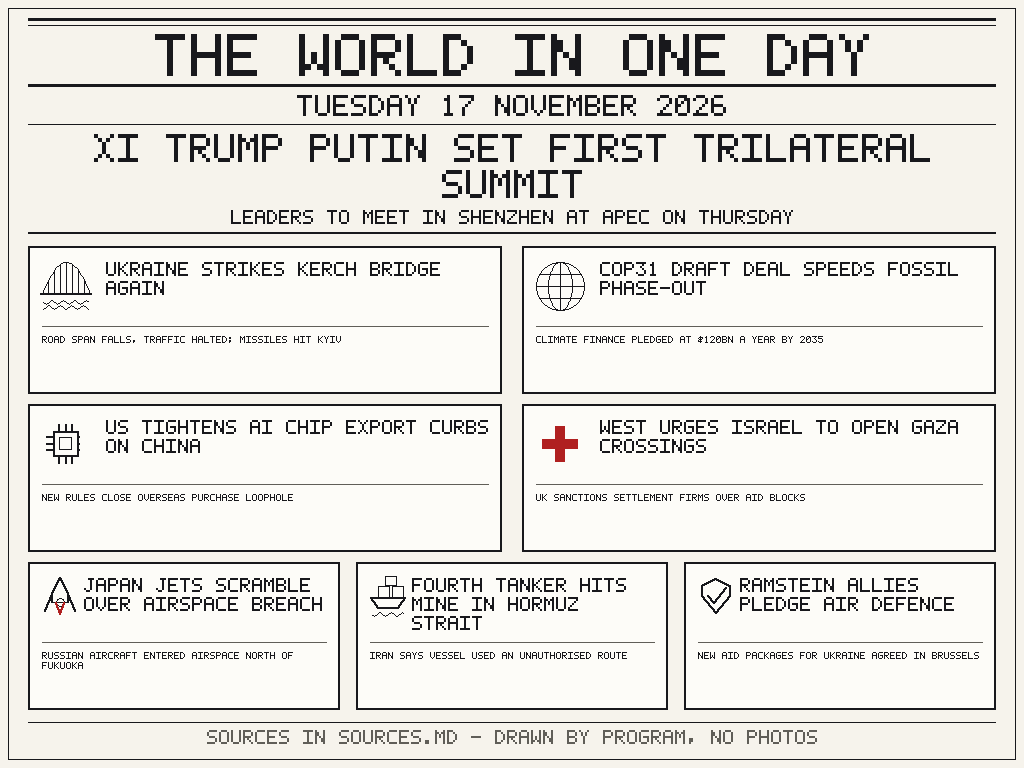 THE WORLD IN ONE DAY
TUESDAY 17 NOVEMBER 2026
XI TRUMP PUTIN SET FIRST TRILATERAL
SUMMIT
LEADERS TO MEET IN SHENZHEN AT APEC ON THURSDAY
UKRAINE STRIKES KERCH BRIDGE
AGAIN
ROAD SPAN FALLS, TRAFFIC HALTED; MISSILES HIT KYIV
COP31 DRAFT DEAL SPEEDS FOSSIL
PHASE-OUT
CLIMATE FINANCE PLEDGED AT $120BN A YEAR BY 2035
US TIGHTENS AI CHIP EXPORT CURBS
ON CHINA
NEW RULES CLOSE OVERSEAS PURCHASE LOOPHOLE
WEST URGES ISRAEL TO OPEN GAZA
CROSSINGS
UK SANCTIONS SETTLEMENT FIRMS OVER AID BLOCKS
JAPAN JETS SCRAMBLE
OVER AIRSPACE BREACH
RUSSIAN AIRCRAFT ENTERED AIRSPACE NORTH OF
FUKUOKA
FOURTH TANKER HITS
MINE IN HORMUZ
STRAIT
IRAN SAYS VESSEL USED AN UNAUTHORISED ROUTE
RAMSTEIN ALLIES
PLEDGE AIR DEFENCE
NEW AID PACKAGES FOR UKRAINE AGREED IN BRUSSELS
SOURCES IN SOURCES.MD - DRAWN BY PROGRAM, NO PHOTOS